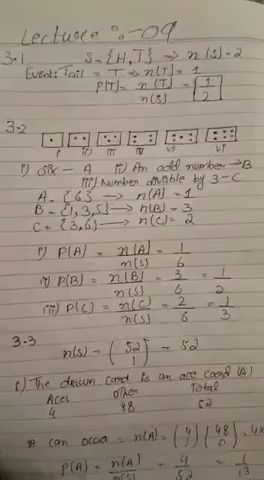 Lecture :-09
3.1 S = {H,T} ⇒ n(S) = 2
Event: Tail = T ⇒ n(T) = 1
P(T) = n(T)/n(S) = 1/2
3.2
i ii) iii iv vi) vi
i) Six - A ii) An odd number → B
iii) Number divisible by 3 - C
A = {6} → n(A) = 1
B = {1,3,5} → n(B) = 3
C = {3,6} → n(C) = 2
i) P(A) = n(A)/n(S) = 1/6
ii) P(B) = n(B)/n(S) = 3/6 = 1/2
iii) P(C) = n(C)/n(S) = 2/6 = 1/3
3.3
n(S) = (52 1) = 52
i) The drawn card is an ace card (A)
Aces other Total
4 48 52
A can occur = n(A) = (4 1) (48 0) = 4x
P(A) = n(A)/n(S) = 4/52 = 1/13